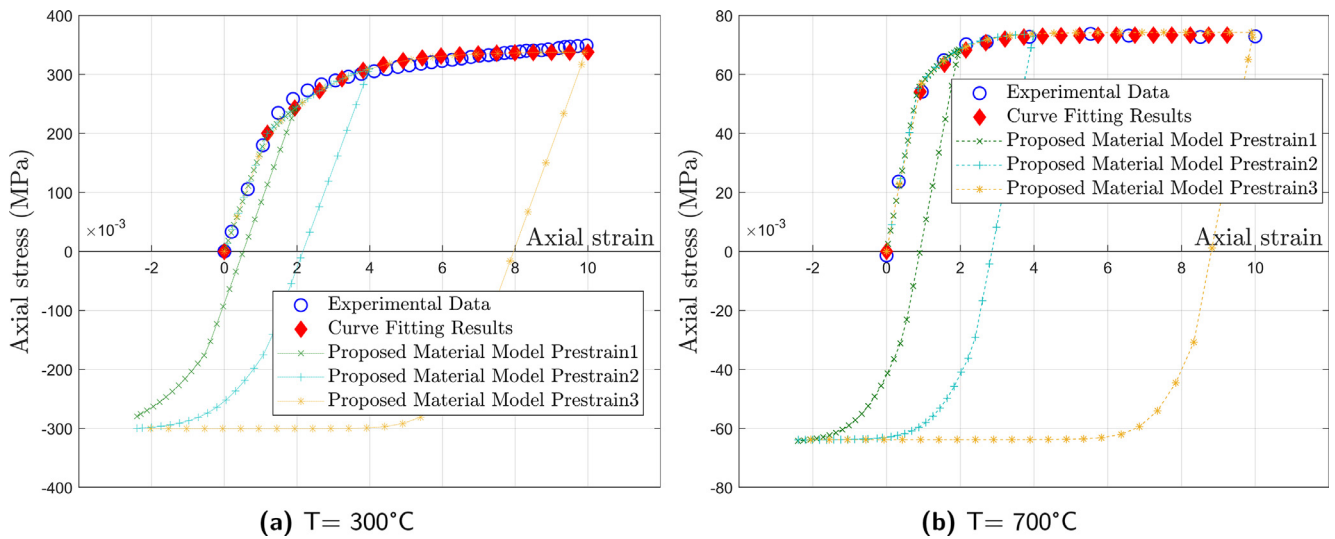 400
300
200
100
0
-100
-200
-300
-400
Axial stress (MPa)
×10⁻³
Axial strain
-2 0 2 4 6 8 10
Experimental Data
Curve Fitting Results
Proposed Material Model Prestrain1
Proposed Material Model Prestrain2
Proposed Material Model Prestrain3
(a) T= 300°C
80
60
40
20
0
-20
-40
-60
-80
Axial stress (MPa)
×10⁻³
Axial strain
-2 0 2 4 6 8 10
Experimental Data
Curve Fitting Results
Proposed Material Model Prestrain1
Proposed Material Model Prestrain2
Proposed Material Model Prestrain3
(b) T= 700°C